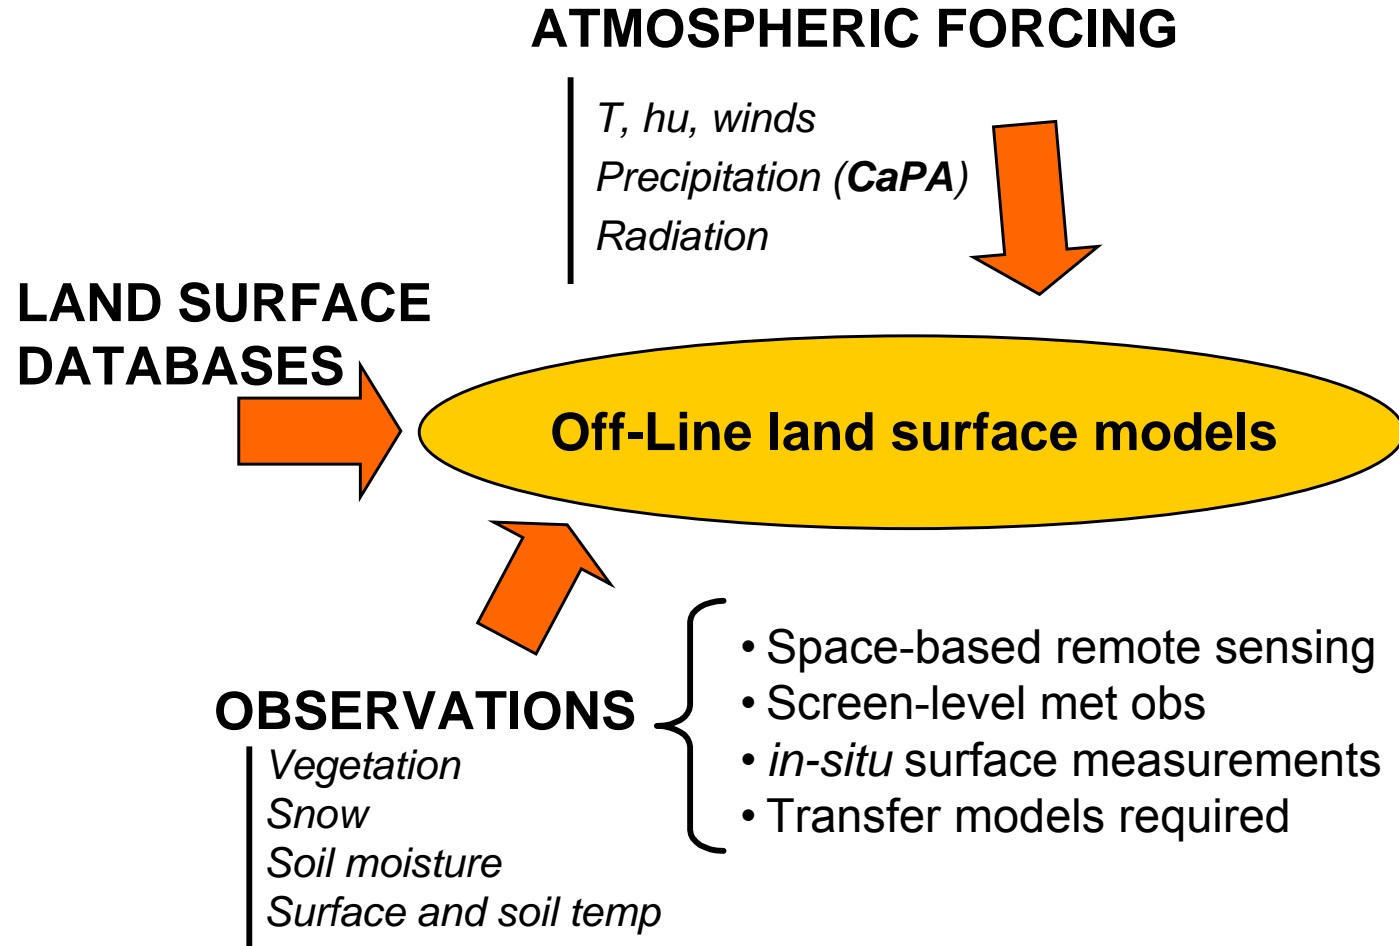 ATMOSPHERIC FORCING
T, hu, winds
Precipitation (CaPA)
Radiation
LAND SURFACE
DATABASES
Off-Line land surface models
OBSERVATIONS
Vegetation
Snow
Soil moisture
Surface and soil temp
• Space-based remote sensing
• Screen-level met obs
• in-situ surface measurements
• Transfer models required